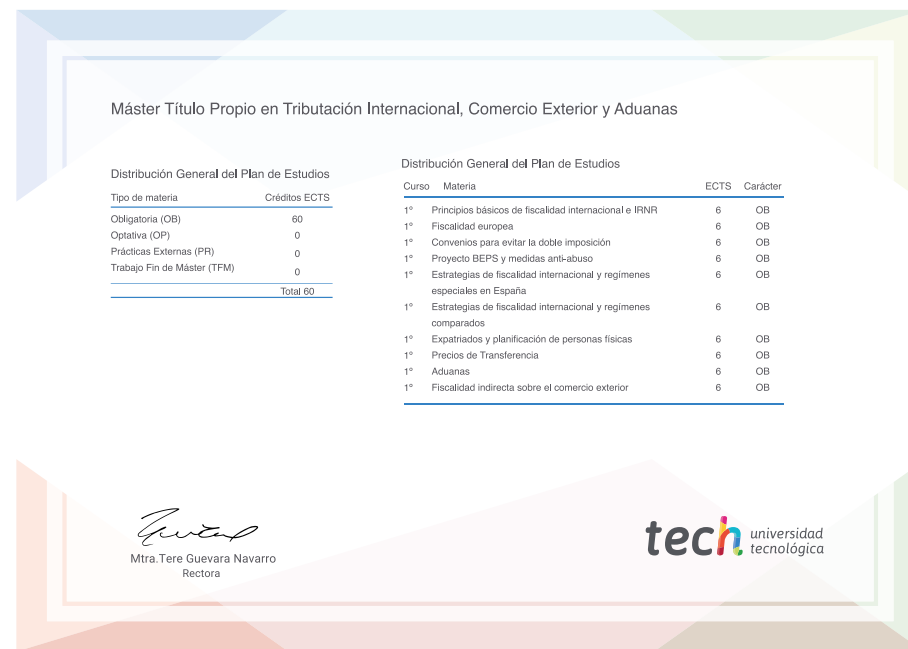 Máster Título Propio en Tributación Internacional, Comercio Exterior y Aduanas
Distribución General del Plan de Estudios
Tipo de materia Créditos ECTS
Obligatoria (OB) 60
Optativa (OP) 0
Prácticas Externas (PR) 0
Trabajo Fin de Máster (TFM) 0
Total 60
Distribución General del Plan de Estudios
Curso Materia ECTS Carácter
1º Principios básicos de fiscalidad internacional e IRNR 6 OB
1º Fiscalidad europea 6 OB
1º Convenios para evitar la doble imposición 6 OB
1º Proyecto BEPS y medidas anti-abuso 6 OB
1º Estrategias de fiscalidad internacional y regímenes 6 OB
especiales en España
1º Estrategias de fiscalidad internacional y regímenes 6 OB
comparados
1º Expatriados y planificación de personas físicas 6 OB
1º Precios de Transferencia 6 OB
1º Aduanas 6 OB
1º Fiscalidad indirecta sobre el comercio exterior 6 OB
Mtra.Tere Guevara Navarro
Rectora
tech universidad
tecnológica